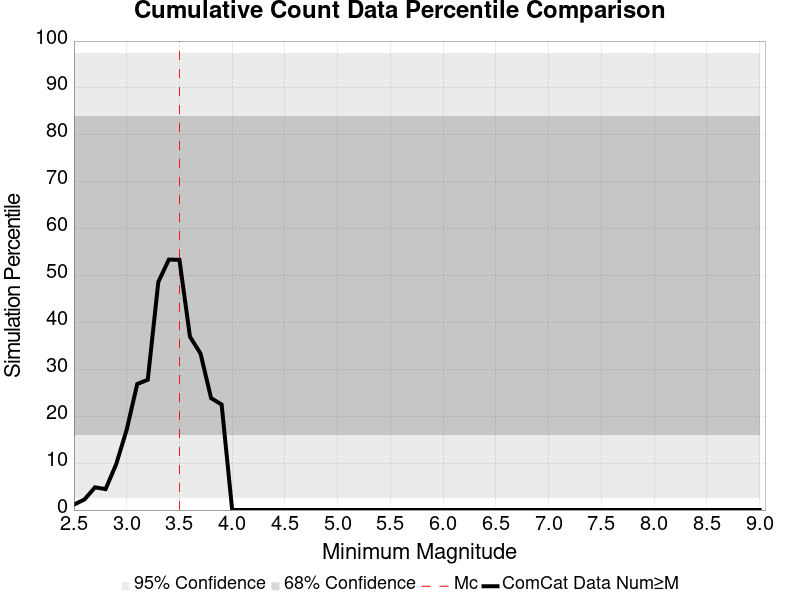 Cumulative Count Data Percentile Comparison
100
90
80
70
60
50
40
30
20
10
0
Simulation Percentile
2.5 3.0 3.5 4.0 4.5 5.0 5.5 6.0 6.5 7.0 7.5 8.0 8.5 9.0
Minimum Magnitude
95% Confidence 68% Confidence Mc ComCat Data Num≥M